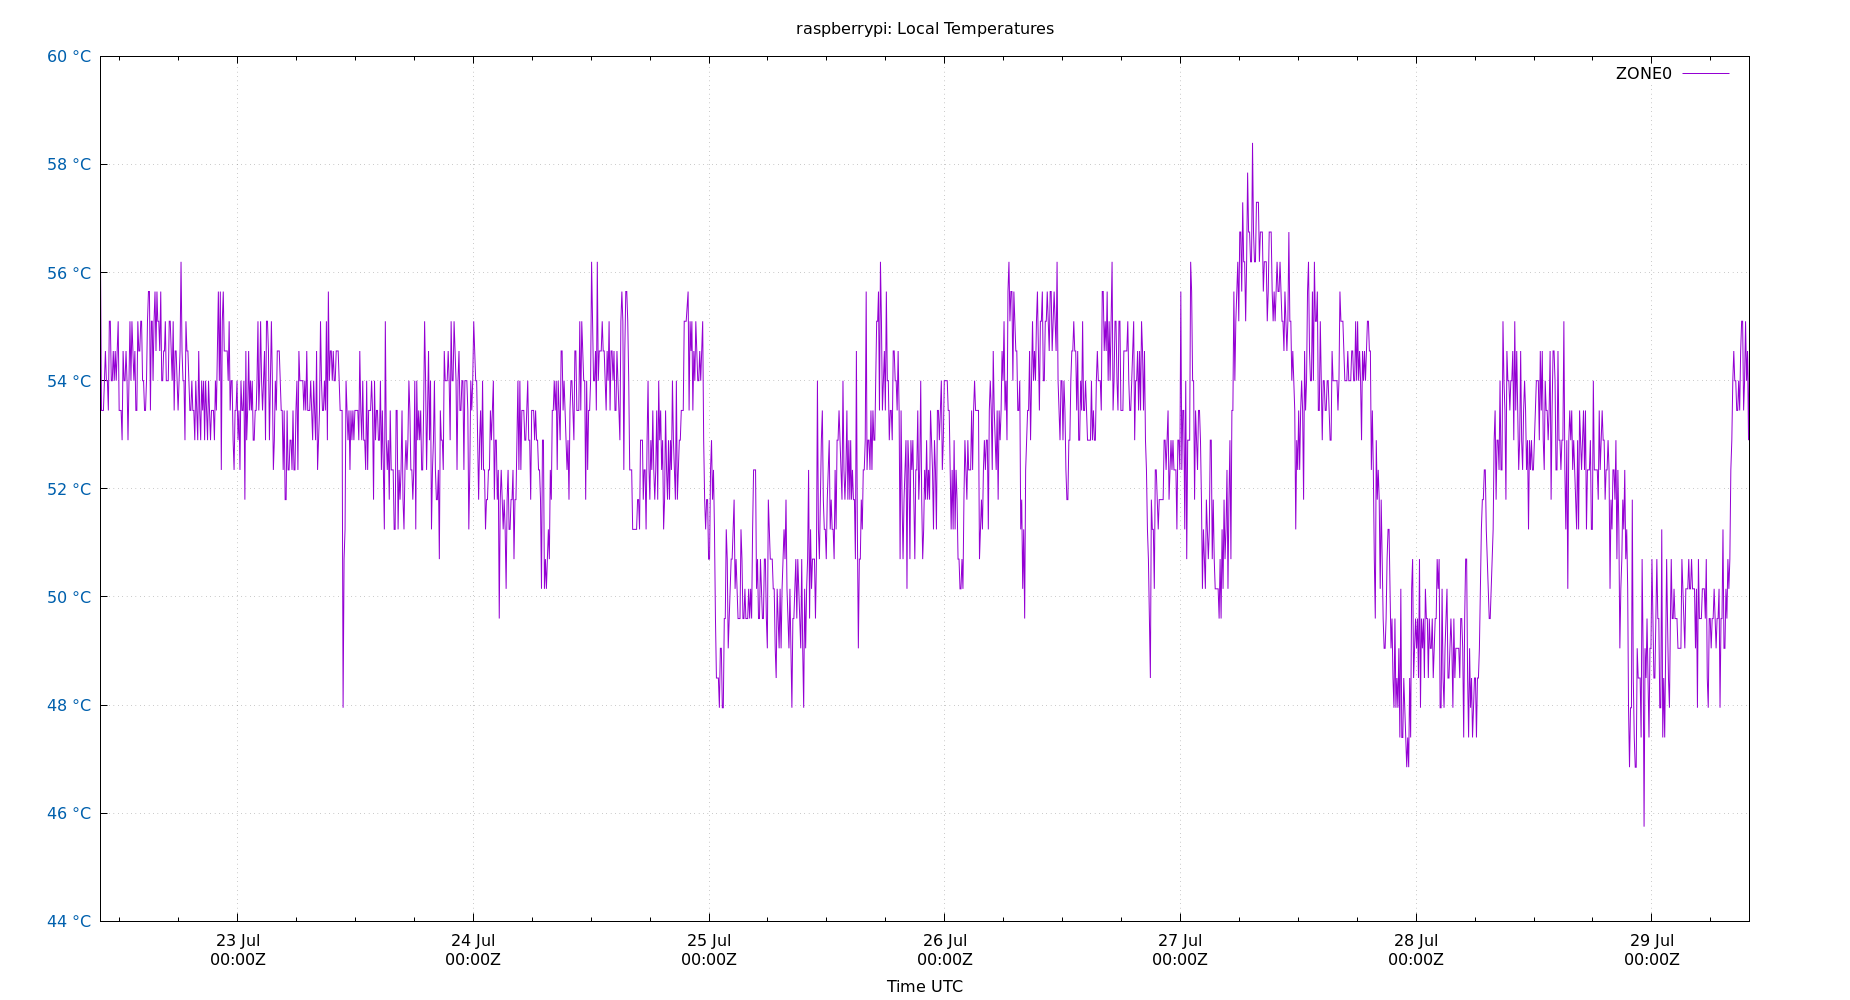 raspberrypi: Local Temperatures
60 °C
ZONE0
58 °C
56 °C
54 °C
52 °C
50 °C
48 °C
46 °C
44 °C
23 Jul 24 Jul 25 Jul 26 Jul 27 Jul 28 Jul 29 Jul
00:00Z 00:00Z 00:00Z 00:00Z 00:00Z 00:00Z 00:00Z
Time UTC